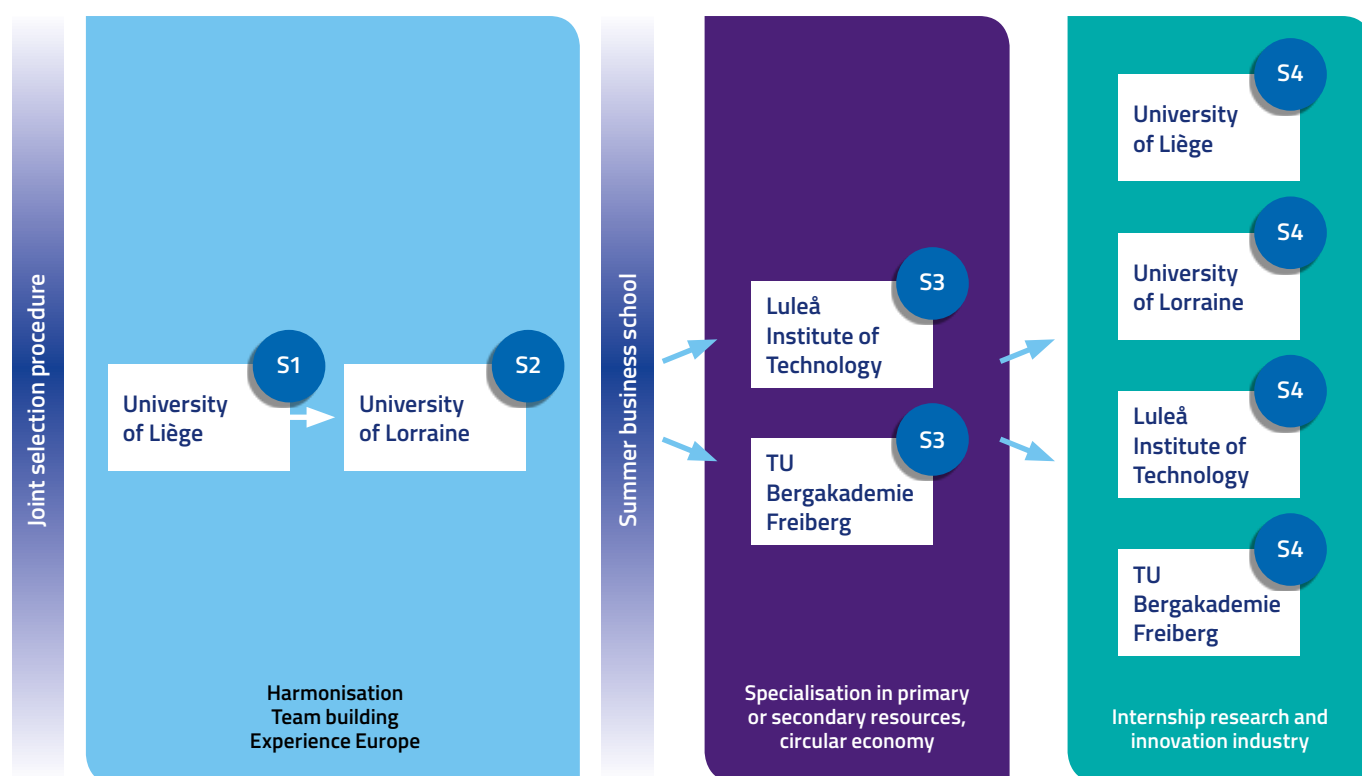 Joint selection procedure
S1
University
of Liège
S2
University
of Lorraine
Harmonisation
Team building
Experience Europe
Summer business school
S3
Luleå
Institute of
Technology
S3
TU
Bergakademie
Freiberg
Specialisation in primary
or secondary resources,
circular economy
S4
University
of Liège
S4
University
of Lorraine
S4
Luleå
Institute of
Technology
S4
TU
Bergakademie
Freiberg
Internship research and
innovation industry